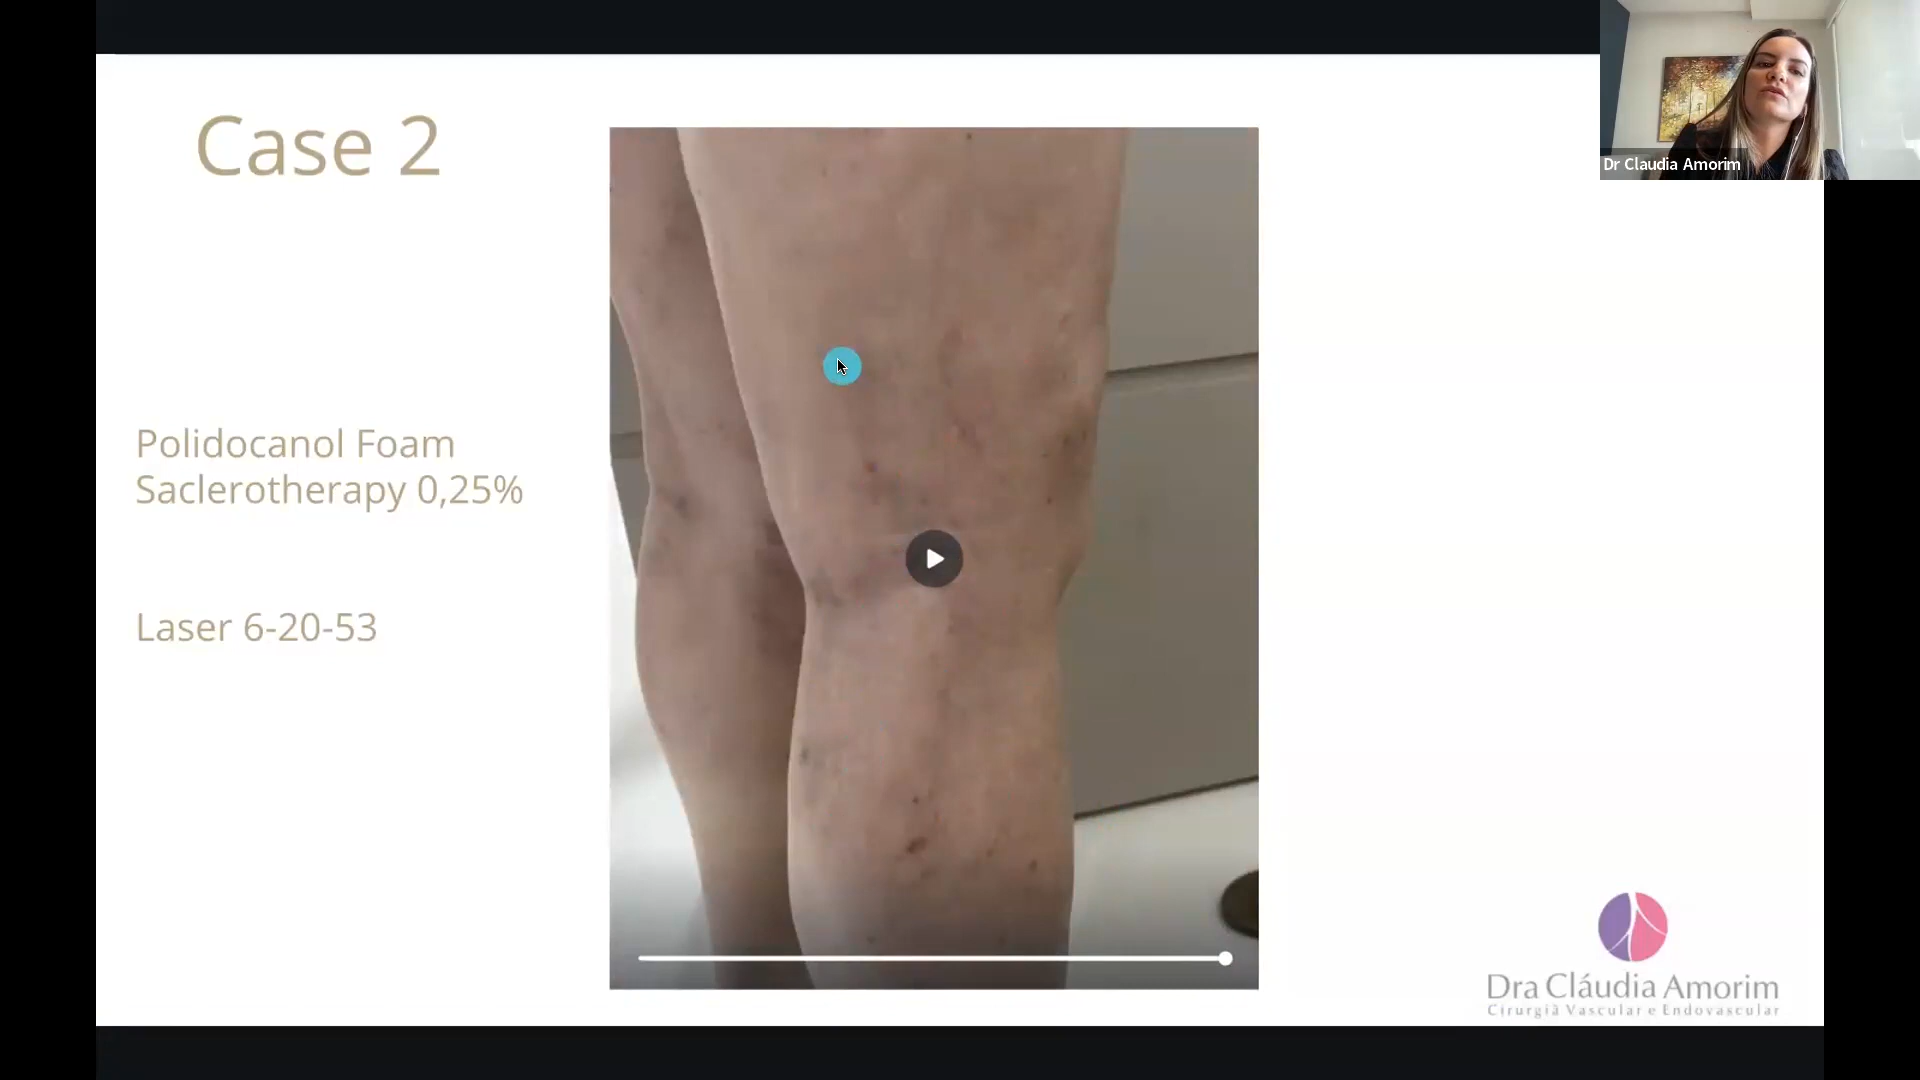 Case 2
Polidocanol Foam
Saclerotherapy 0,25%
Laser 6-20-53
Dr Claudia Amorim
Dra Cláudia Amorim
Cirurgiã Vascular e Endovascular